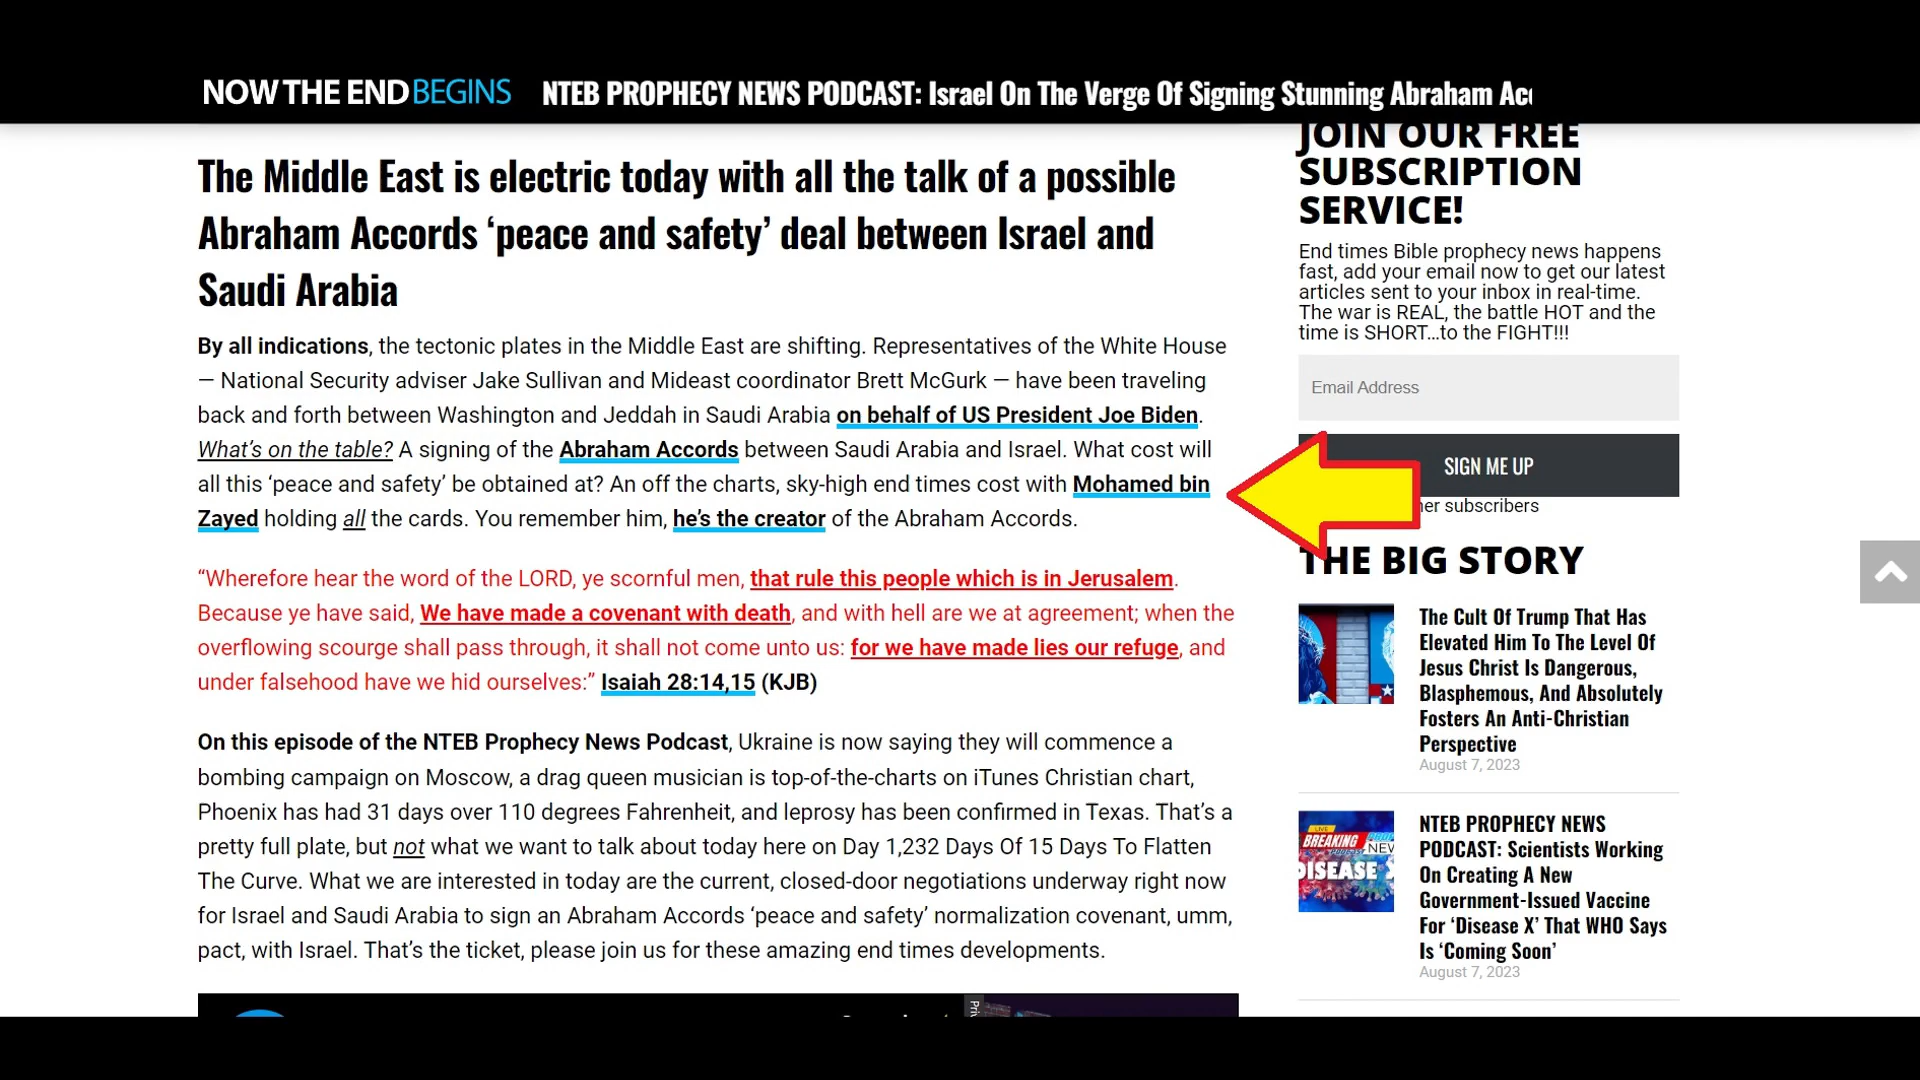 NOW THE END BEGINS
NTEB PROPHECY NEWS PODCAST: Israel On The Verge Of Signing Stunning Abraham Acc
The Middle East is electric today with all the talk of a possible
Abraham Accords ‘peace and safety’ deal between Israel and
Saudi Arabia
By all indications, the tectonic plates in the Middle East are shifting. Representatives of the White House
— National Security adviser Jake Sullivan and Mideast coordinator Brett McGurk — have been traveling
back and forth between Washington and Jeddah in Saudi Arabia on behalf of US President Joe Biden.
What’s on the table? A signing of the Abraham Accords between Saudi Arabia and Israel. What cost will
all this ‘peace and safety’ be obtained at? An off the charts, sky-high end times cost with Mohamed bin
Zayed holding all the cards. You remember him, he’s the creator of the Abraham Accords.
“Wherefore hear the word of the LORD, ye scornful men, that rule this people which is in Jerusalem.
Because ye have said, We have made a covenant with death, and with hell are we at agreement; when the
overflowing scourge shall pass through, it shall not come unto us: for we have made lies our refuge, and
under falsehood have we hid ourselves:” Isaiah 28:14,15 (KJB)
On this episode of the NTEB Prophecy News Podcast, Ukraine is now saying they will commence a
bombing campaign on Moscow, a drag queen musician is top-of-the-charts on iTunes Christian chart,
Phoenix has had 31 days over 110 degrees Fahrenheit, and leprosy has been confirmed in Texas. That’s a
pretty full plate, but not what we want to talk about today here on Day 1,232 Days Of 15 Days To Flatten
The Curve. What we are interested in today are the current, closed-door negotiations underway right now
for Israel and Saudi Arabia to sign an Abraham Accords ‘peace and safety’ normalization covenant, umm,
pact, with Israel. That’s the ticket, please join us for these amazing end times developments.
JOIN OUR FREE
SUBSCRIPTION
SERVICE!
End times Bible prophecy news happens
fast, add your email now to get our latest
articles sent to your inbox in real-time.
The war is REAL, the battle HOT and the
time is SHORT...to the FIGHT!!!
Email Address
SIGN ME UP
her subscribers
THE BIG STORY
The Cult Of Trump That Has
Elevated Him To The Level Of
Jesus Christ Is Dangerous,
Blasphemous, And Absolutely
Fosters An Anti-Christian
Perspective
August 7, 2023
LIVE
BREAKING
NEW
DISEASE X
NTEB PROPHECY NEWS
PODCAST: Scientists Working
On Creating A New
Government-Issued Vaccine
For ‘Disease X’ That WHO Says
Is ‘Coming Soon’
August 7, 2023